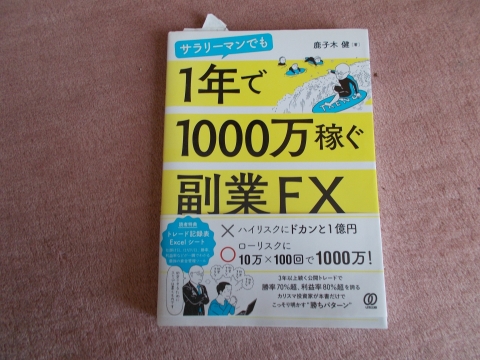 サラリーマンでも
鹿子木 健［著］
1年で
1000万稼ぐ
副業FX
トレード記録表
Excelシート
× ハイリスクにドカンと1億円
○ ローリスクに
10万×100回で1000万!
3年以上続く公開トレードで
勝率70%超、利益率80%超を誇る
カリスマ投資家が本書だけで
こっそり明かす“勝ちパターン”